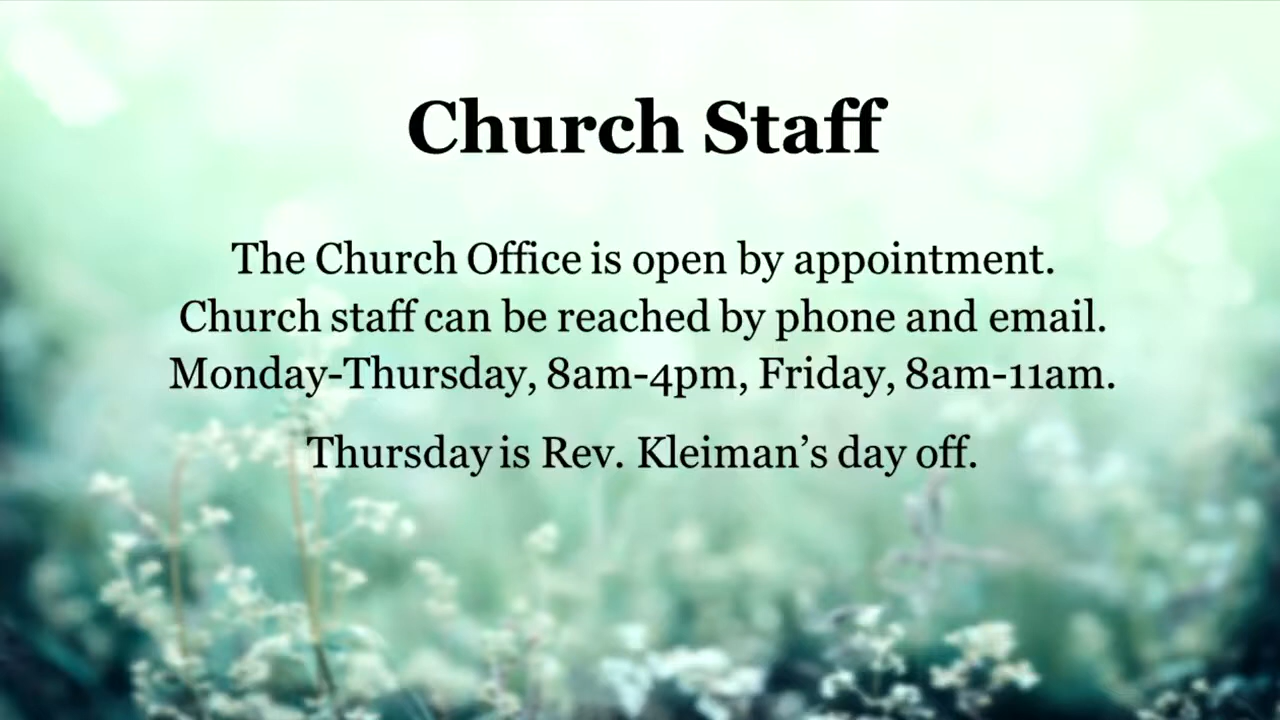 Church Staff
The Church Office is open by appointment.
Church staff can be reached by phone and email.
Monday-Thursday, 8am-4pm, Friday, 8am-11am.
Thursday is Rev. Kleiman’s day off.